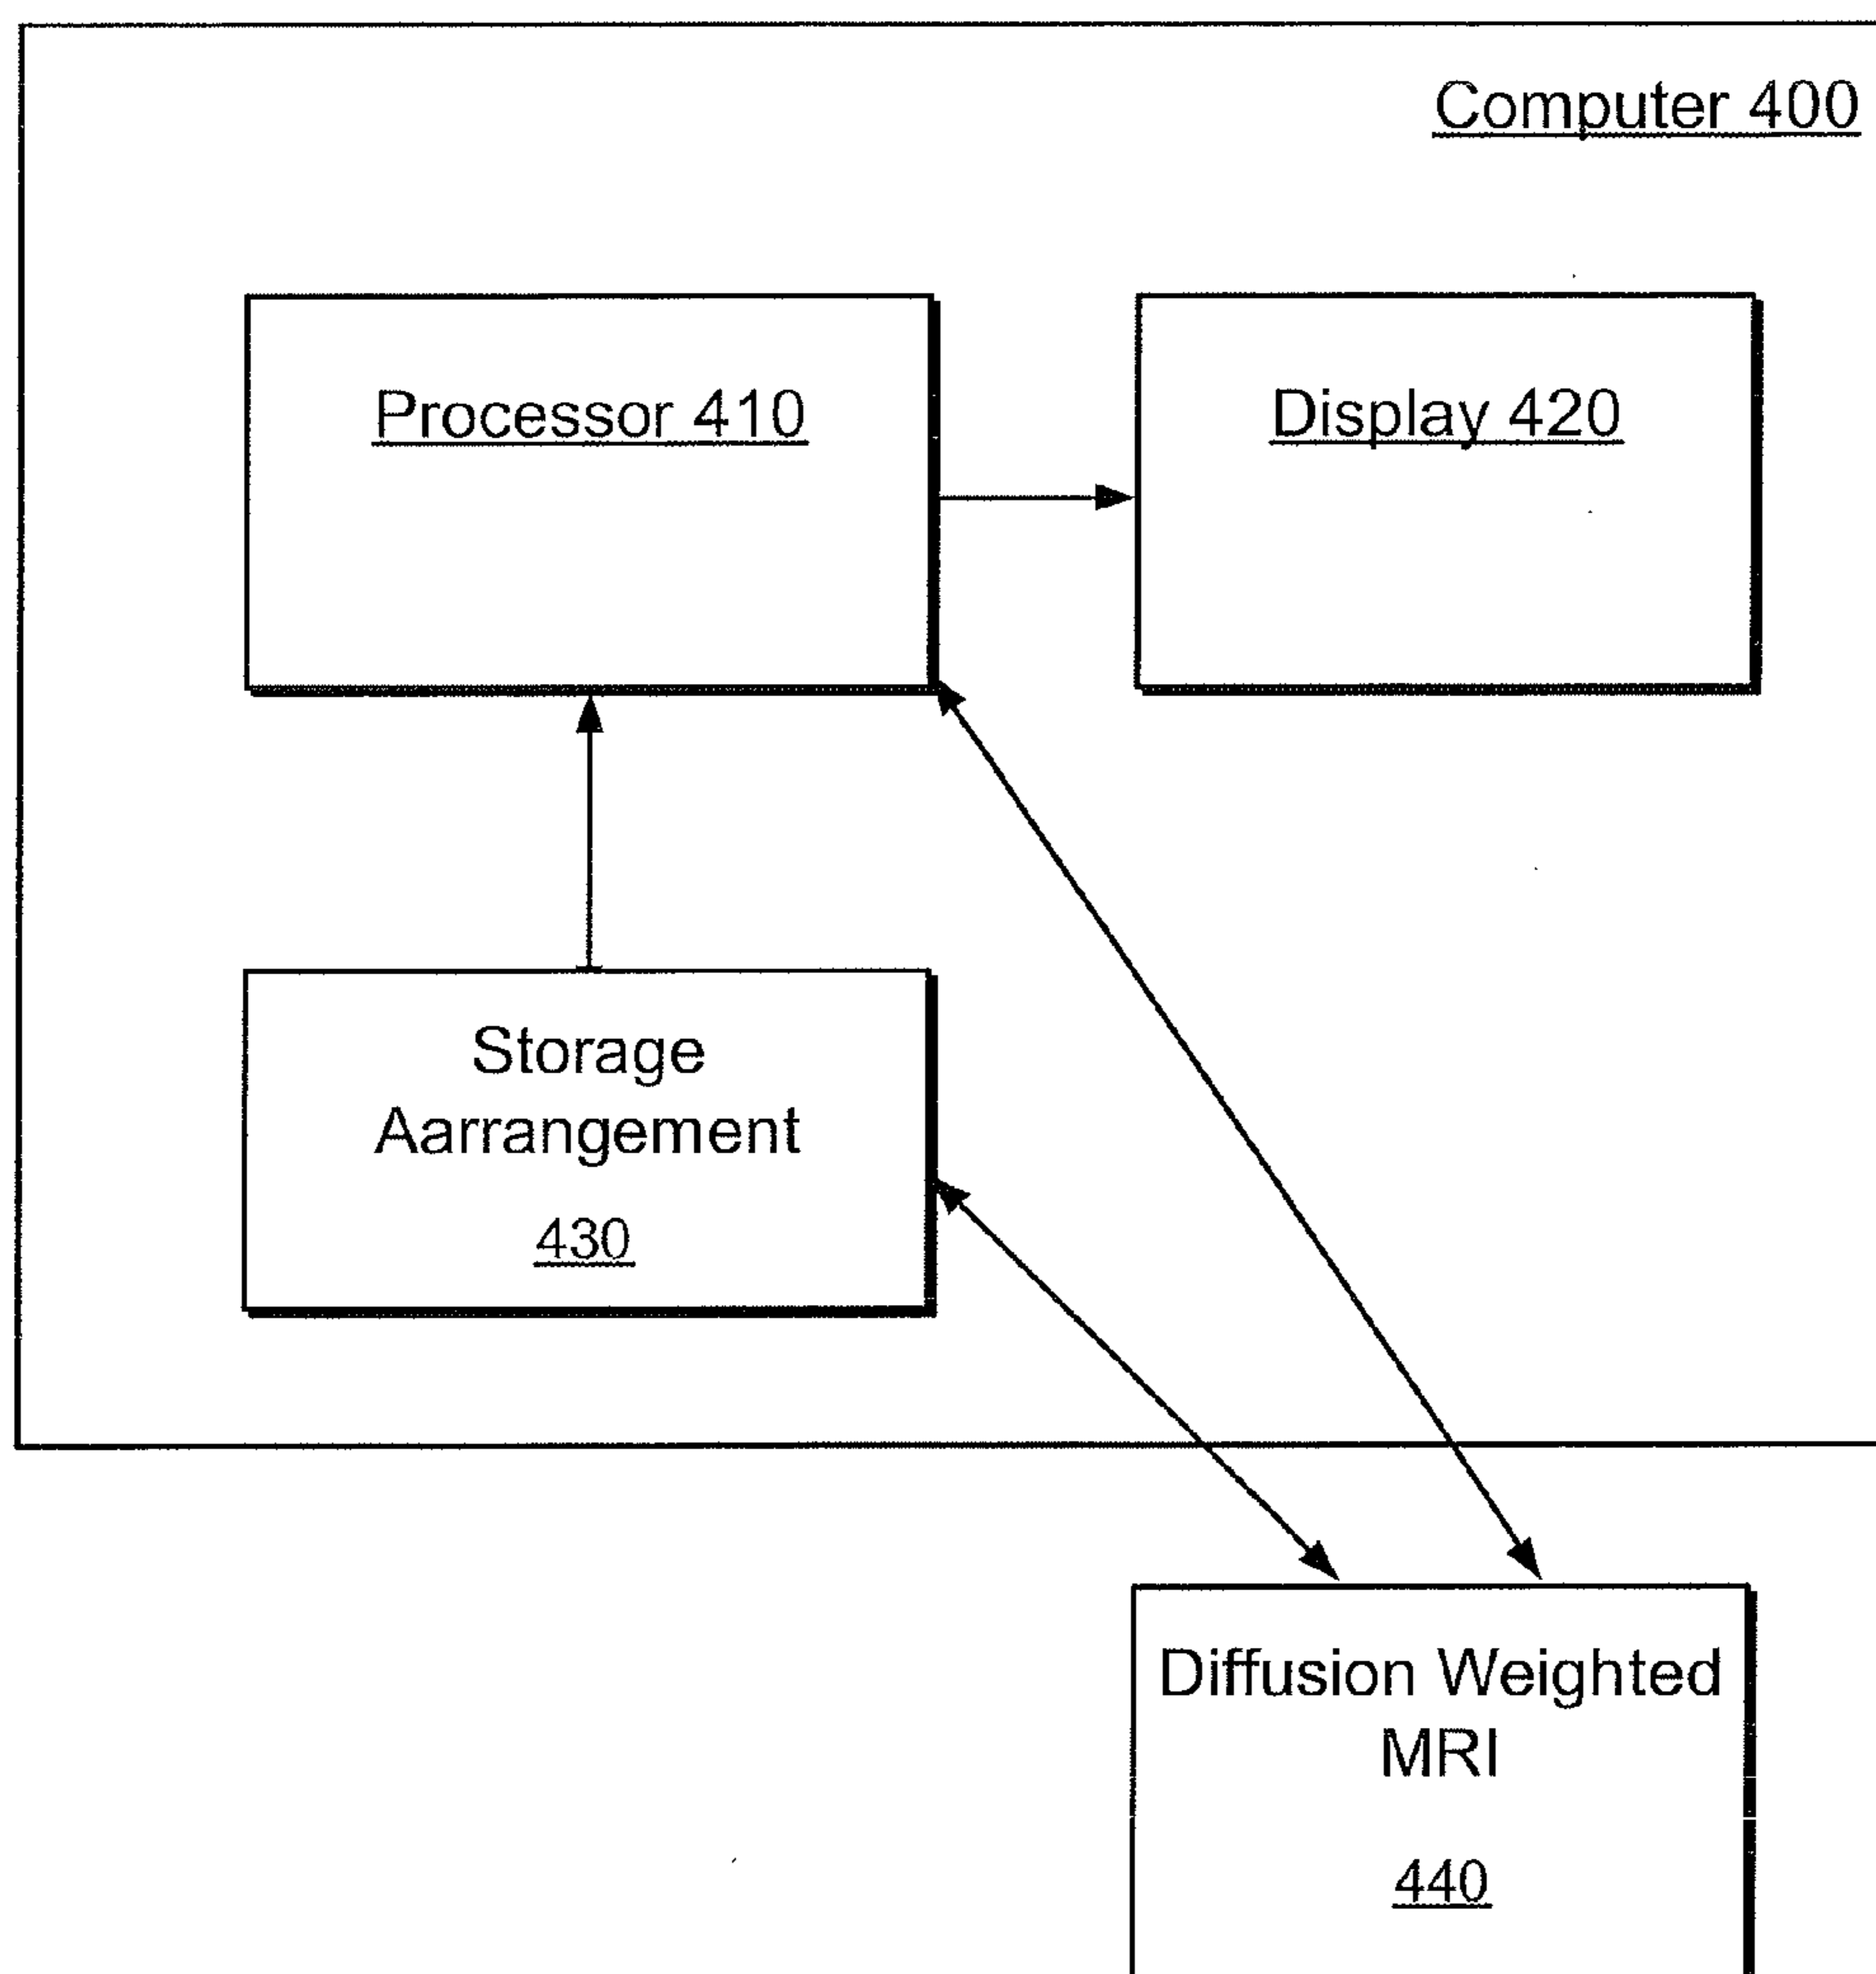 Computer 400
Processor 410
Display 420
Storage
Aarrangement
430
Diffusion Weighted
MRI
440